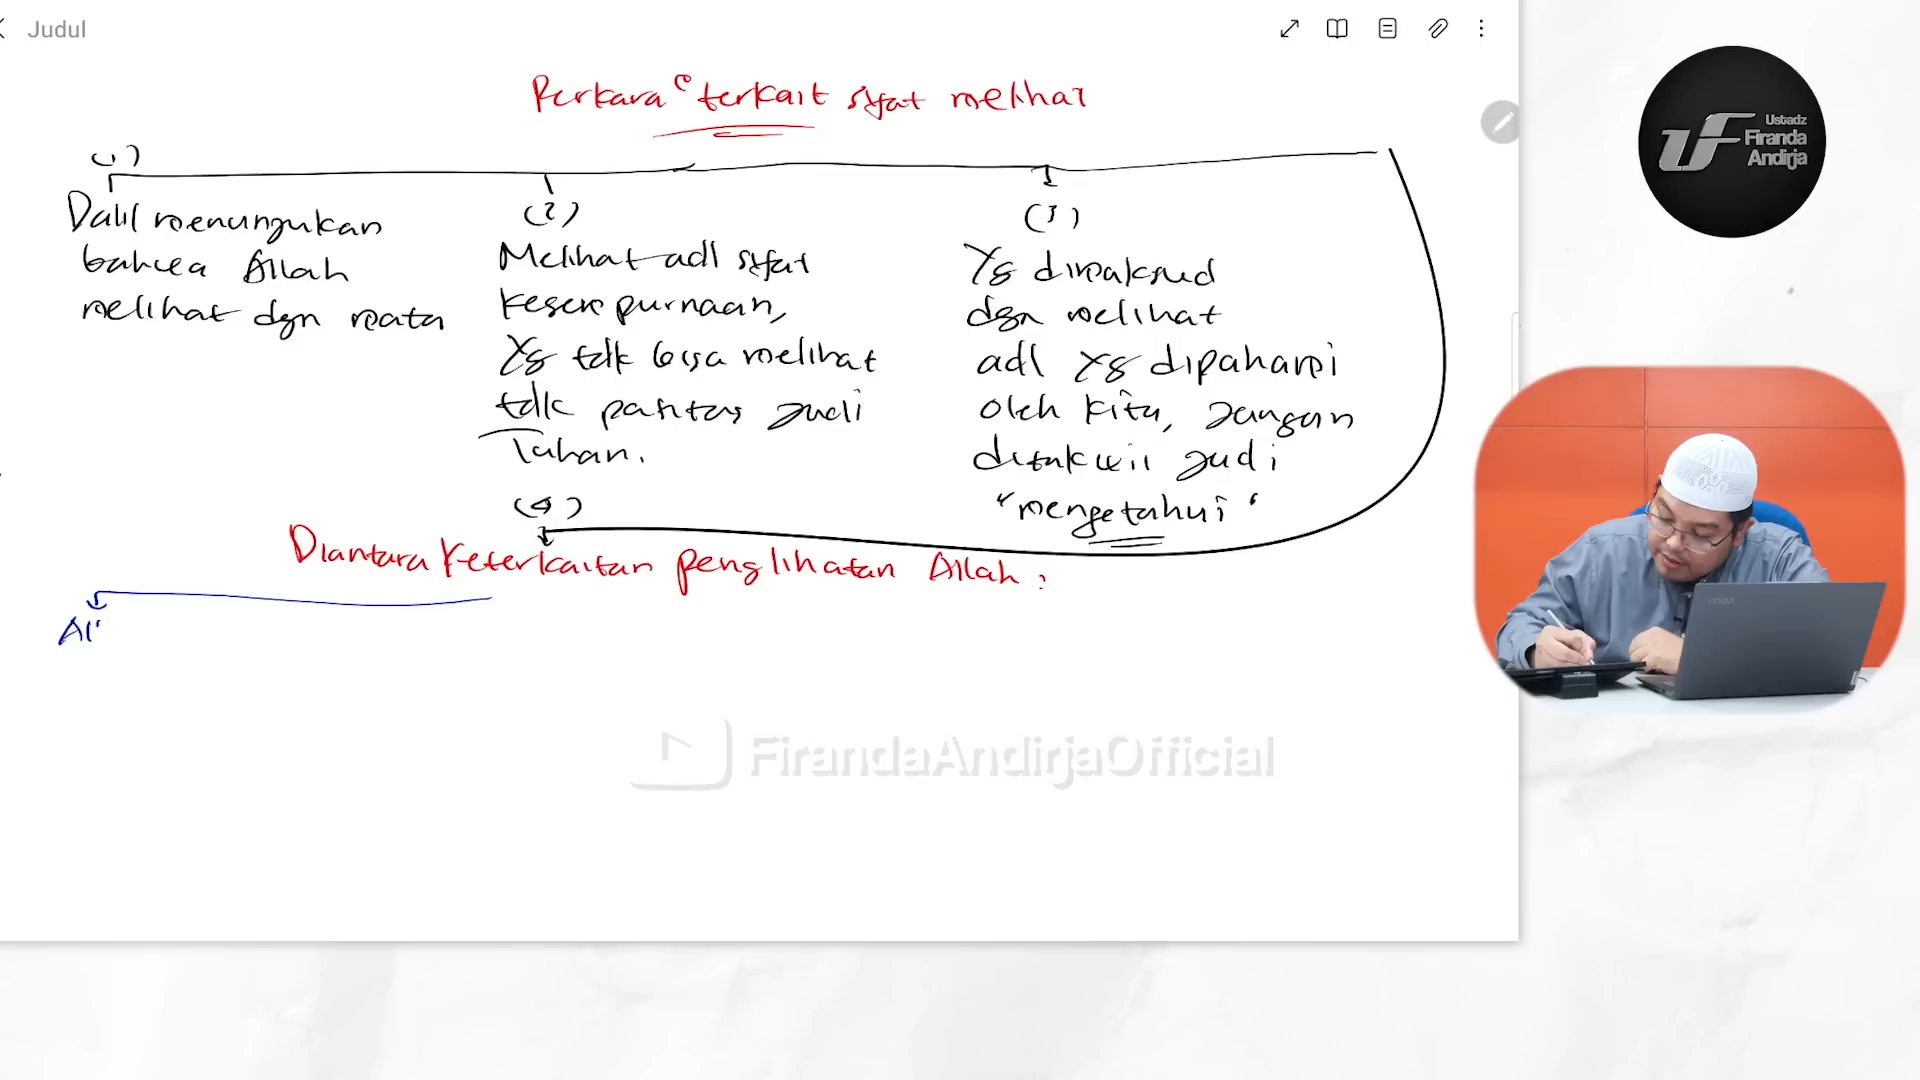 Judul
Perkara² terkait sifat melihat
(1)
Dalil menunjukan
bahwa Allah
melihat dgn mata
(2)
Melihat adl sifat
kesempurnaan,
Yg tdk bisa melihat
tdk pantas jadi
Tuhan.
(3)
Yg dimaksud
dgn melihat
adl yg dipahami
oleh kita, jangan
ditakwil jadi
"mengetahui"
(4)
Diantara Keterkaitan penglihatan Allah :
Al
Ustadz
Firanda
Andirja
YOGA
FirandaAndirjaOfficial